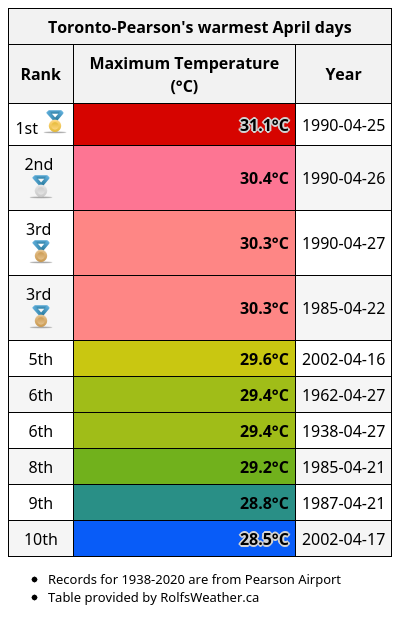 Toronto-Pearson's warmest April days
Rank Maximum Temperature (°C) Year
1st 31.1°C 1990-04-25
2nd 30.4°C 1990-04-26
3rd 30.3°C 1990-04-27
3rd 30.3°C 1985-04-22
5th 29.6°C 2002-04-16
6th 29.4°C 1962-04-27
6th 29.4°C 1938-04-27
8th 29.2°C 1985-04-21
9th 28.8°C 1987-04-21
10th 28.5°C 2002-04-17
• Records for 1938-2020 are from Pearson Airport
• Table provided by RolfsWeather.ca